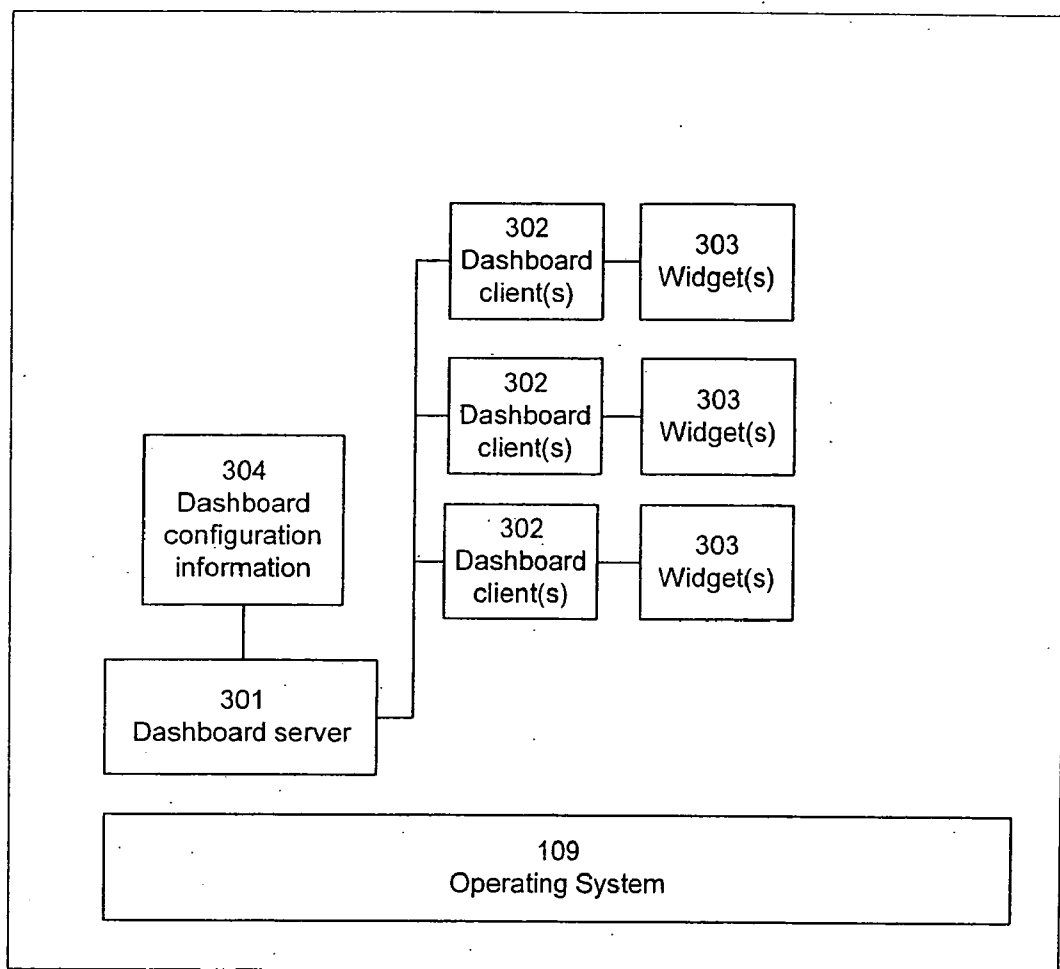 302
Dashboard
client(s)
303
Widget(s)
302
Dashboard
client(s)
303
Widget(s)
304
Dashboard
configuration
information
302
Dashboard
client(s)
303
Widget(s)
301
Dashboard server
109
Operating System